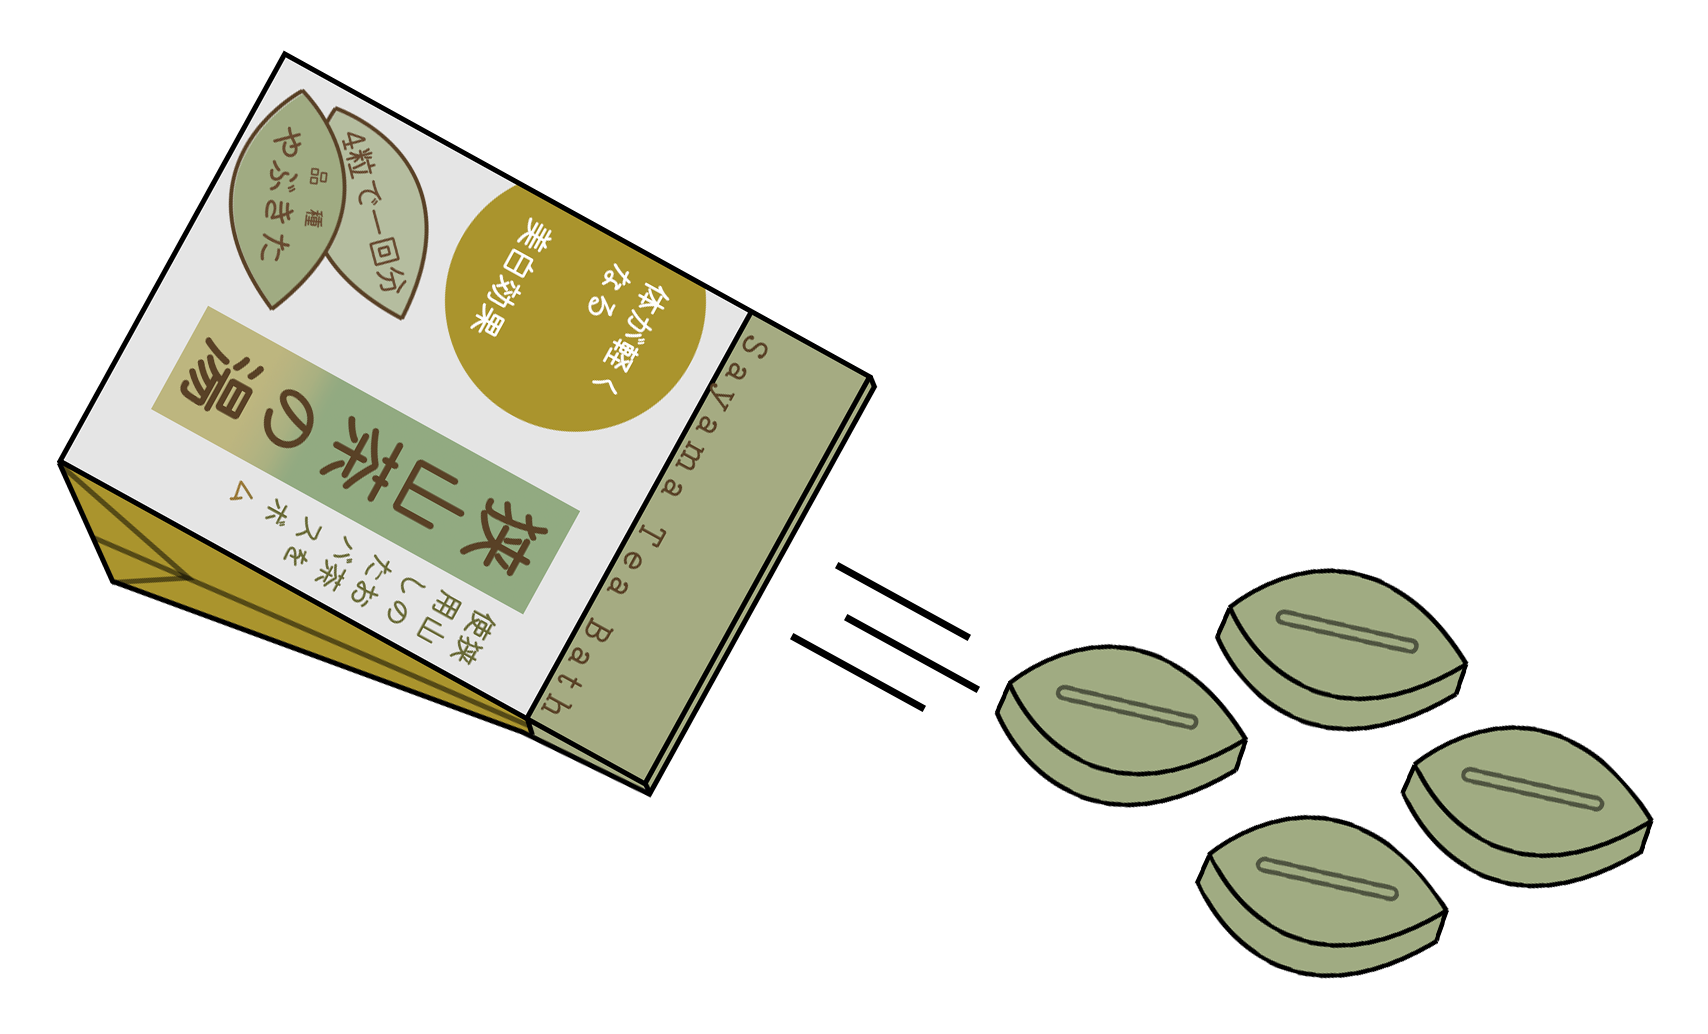 Sayama Tea Bath
狭山のお茶を
使用したバスボム
狭山茶の湯
体が軽く
なる
美白効果
4粒で一回分
品種
やぶきた